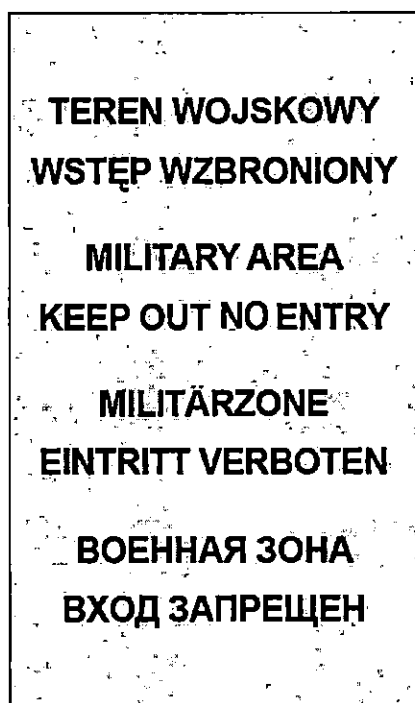 TEREN WOJSKOWY
WSTĘP WZBRONIONY
MILITARY AREA
KEEP OUT NO ENTRY
MILITÄRZONE
EINTRITT VERBOTEN
ВОЕННАЯ ЗОНА
ВХОД ЗАПРЕЩЕН